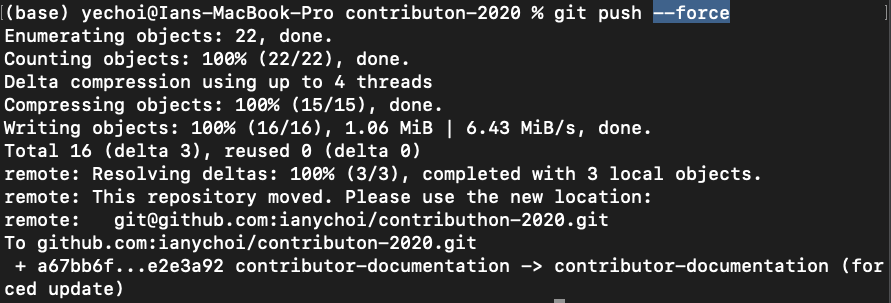 (base) yechoi@Ians-MacBook-Pro contributon-2020 % git push --force
Enumerating objects: 22, done.
Counting objects: 100% (22/22), done.
Delta compression using up to 4 threads
Compressing objects: 100% (15/15), done.
Writing objects: 100% (16/16), 1.06 MiB | 6.43 MiB/s, done.
Total 16 (delta 3), reused 0 (delta 0)
remote: Resolving deltas: 100% (3/3), completed with 3 local objects.
remote: This repository moved. Please use the new location:
remote:   git@github.com:ianychoi/contributhon-2020.git
To github.com:ianychoi/contributon-2020.git
 + a67bb6f...e2e3a92 contributor-documentation -> contributor-documentation (for
ced update)